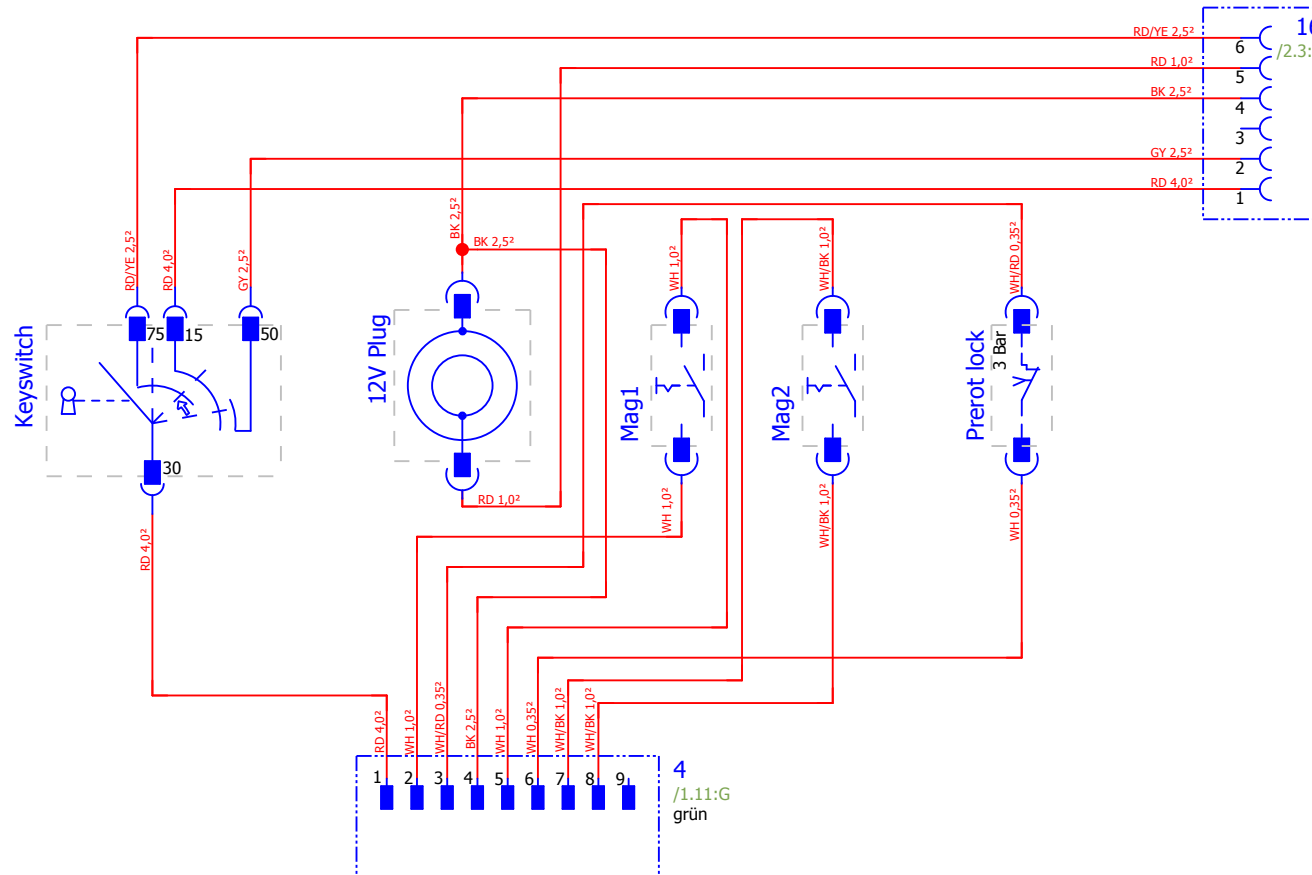 RD/YE 2,5²
6
/2.3:
RD 1,0²
5
BK 2,5²
4
3
GY 2,5²
2
RD 4,0²
1
RD/YE 2,5²
RD 4,0²
GY 2,5²
BK 2,5²
BK 2,5²
WH 1,0²
WH/BK 1,0²
WH/RD 0,35²
Keyswitch
75
15
50
30
12V Plug
Mag1
Mag2
Prerot lock
3 Bar
RD 1,0²
RD 4,0²
WH 1,0²
WH/BK 1,0²
WH 0,35²
RD 4,0²
WH 1,0²
WH/RD 0,35²
BK 2,5²
WH 1,0²
WH 0,35²
WH/BK 1,0²
WH/BK 1,0²
1
2
3
4
5
6
7
8
9
4
/1.11:G
grün